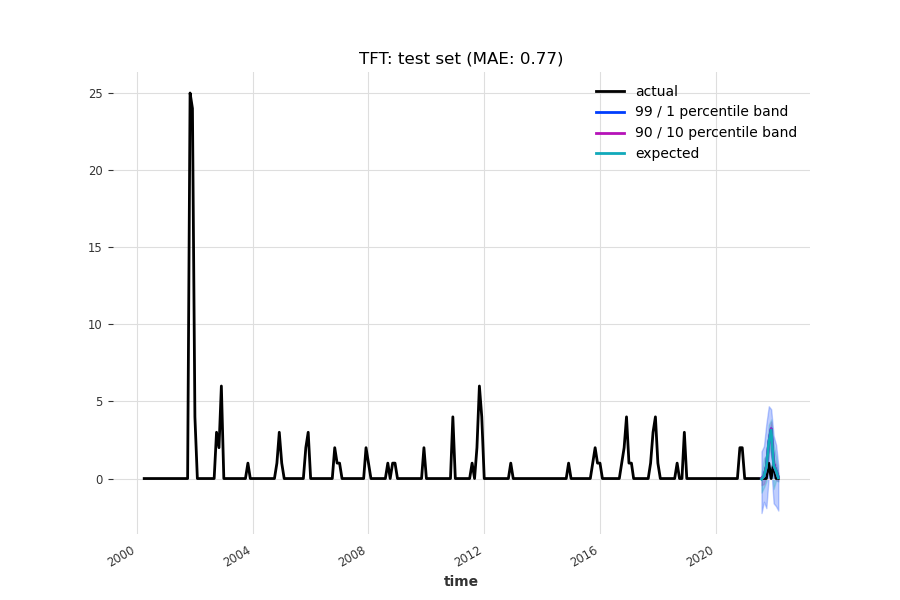 TFT: test set (MAE: 0.77)
actual
99 / 1 percentile band
90 / 10 percentile band
expected
25
20
15
10
5
0
2000
2004
2008
2012
2016
2020
time